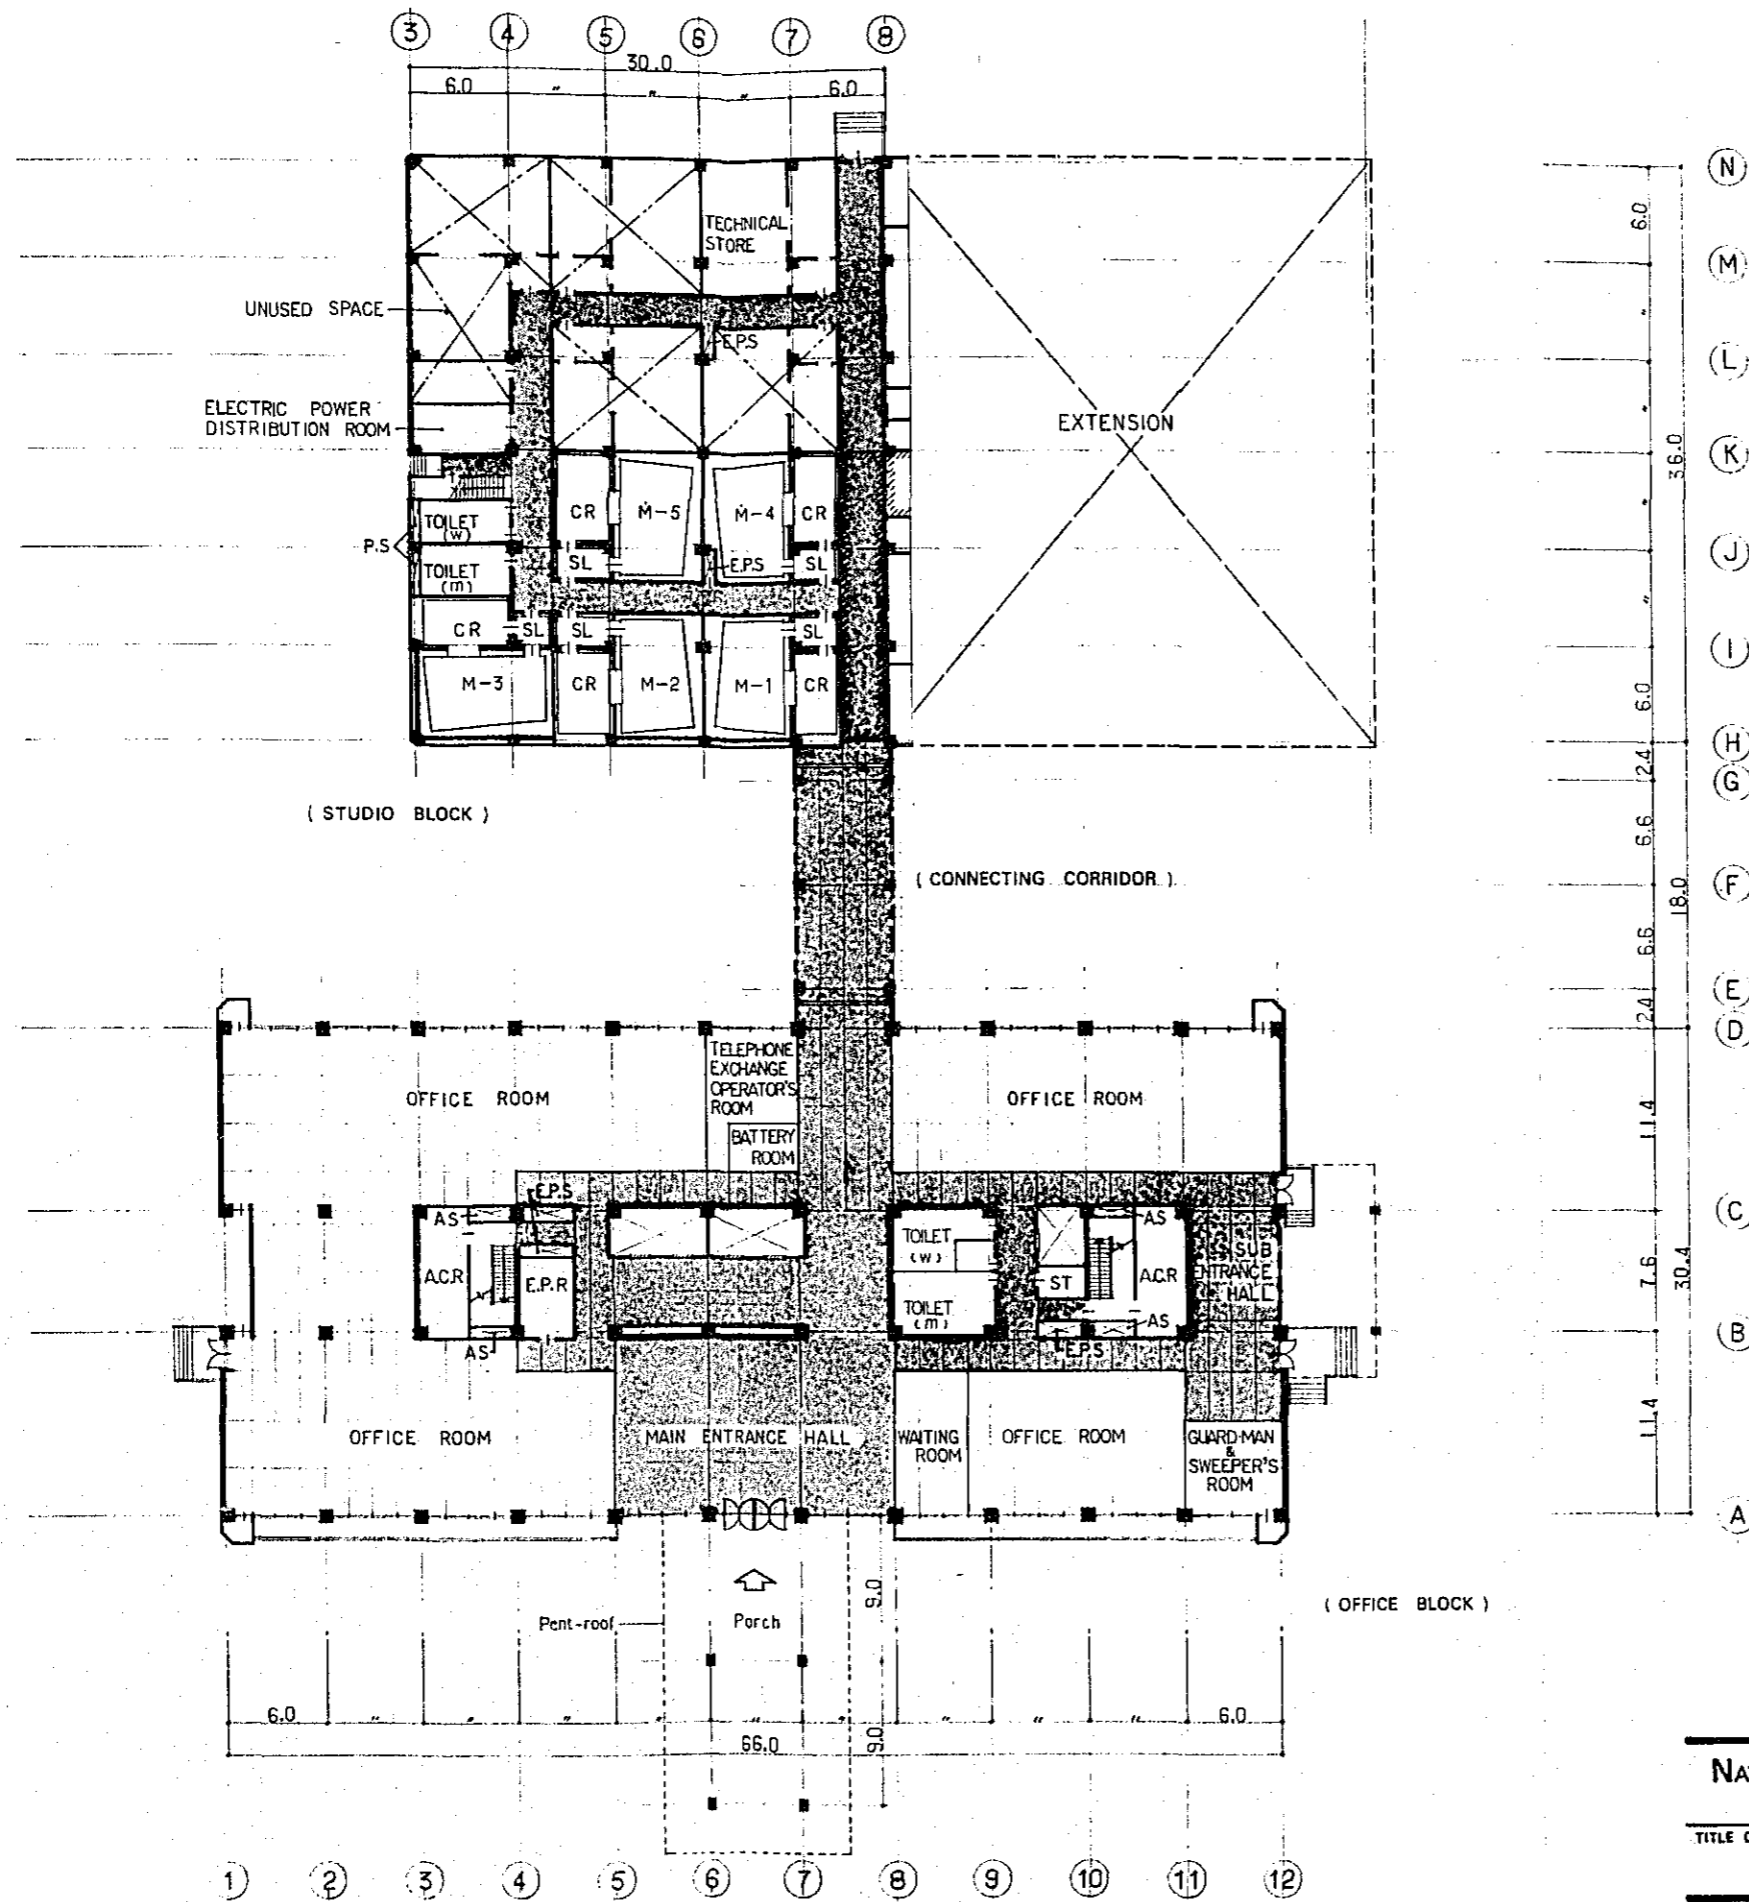 3 4 5 6 7 8
30.0
6.0 " " " 6.0
N
6.0
TECHNICAL
STORE
M
UNUSED SPACE
"
E.P.S
L
ELECTRIC POWER
DISTRIBUTION ROOM
EXTENSION
"
K
36.0
"
TOILET
(W)
CR M-5 M-4 CR
P.S
J
TOILET
(m)
SL E.P.S SL
"
CR SL SL SL
I
M-3 CR M-2 M-1 CR
6.0
H
2.4
G
( STUDIO BLOCK )
6.6
( CONNECTING CORRIDOR )
F
18.0
6.6
E
2.4
D
TELEPHONE
EXCHANGE
OPERATOR'S
ROOM
OFFICE ROOM OFFICE ROOM
11.4
BATTERY
ROOM
E.P.S
AS AS
C
TOILET
(W)
SUB
ENTRANCE
HALL
A.C.R E.P.R ST A.C.R
7.6
30.4
TOILET
(m)
AS AS
E.P.S
B
OFFICE ROOM MAIN ENTRANCE HALL
WAITING
ROOM
OFFICE ROOM
GUARD-MAN
&
SWEEPER'S
ROOM
11.4
A
9.0
Pent-roof Porch
( OFFICE BLOCK )
6.0 " " " " " " " " " 6.0
66.0
9.0
1 2 3 4 5 6 7 8 9 10 11 12
TITLE